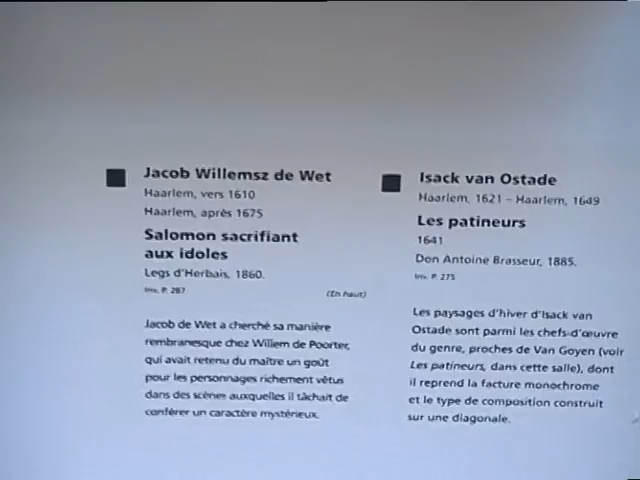 Jacob Willemsz de Wet
Haarlem, vers 1610
Haarlem, après 1675
Salomon sacrifiant
aux idoles
Legs d'Herbais, 1860.
Inv. P. 287
(En haut)
Jacob de Wet a cherché sa manière
rembranesque chez Willem de Poorter,
qui avait retenu du maître un goût
pour les personnages richement vêtus
dans des scènes auxquelles il tâchait de
conférer un caractère mystérieux.
Isack van Ostade
Haarlem, 1621 – Haarlem, 1649
Les patineurs
1641
Don Antoine Brasseur, 1885.
Inv. P. 275
Les paysages d'hiver d'Isack van
Ostade sont parmi les chefs-d'œuvre
du genre, proches de Van Goyen (voir
Les patineurs, dans cette salle), dont
il reprend la facture monochrome
et le type de composition construit
sur une diagonale.